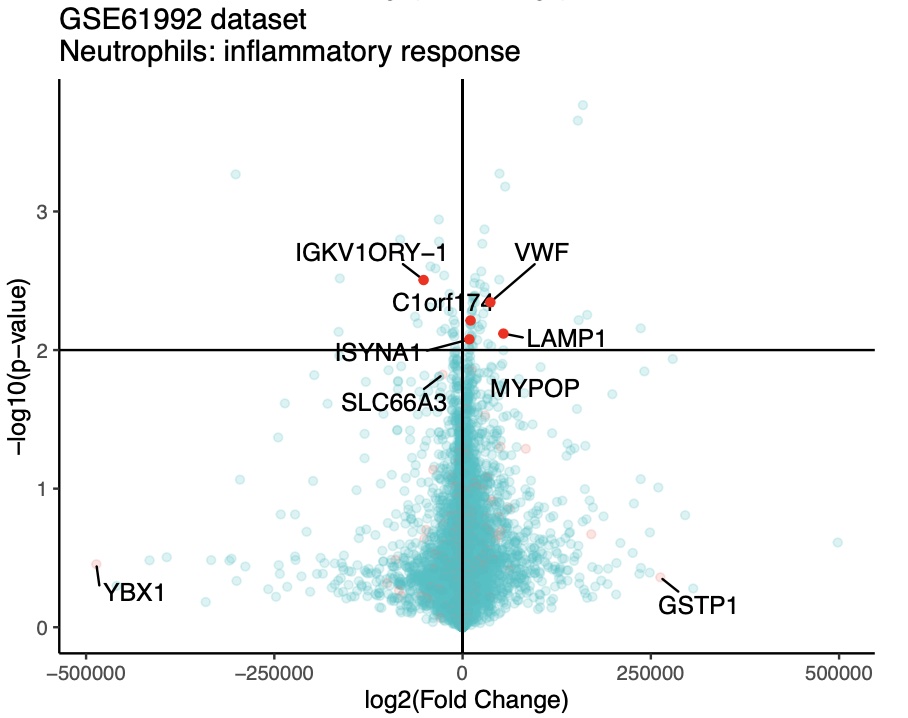 GSE61992 dataset
Neutrophils: inflammatory response
3
2
1
0
−log10(p−value)
IGKV1ORY−1
VWF
C1orf174
LAMP1
ISYNA1
SLC66A3
MYPOP
YBX1
GSTP1
−500000
−250000
0
250000
500000
log2(Fold Change)